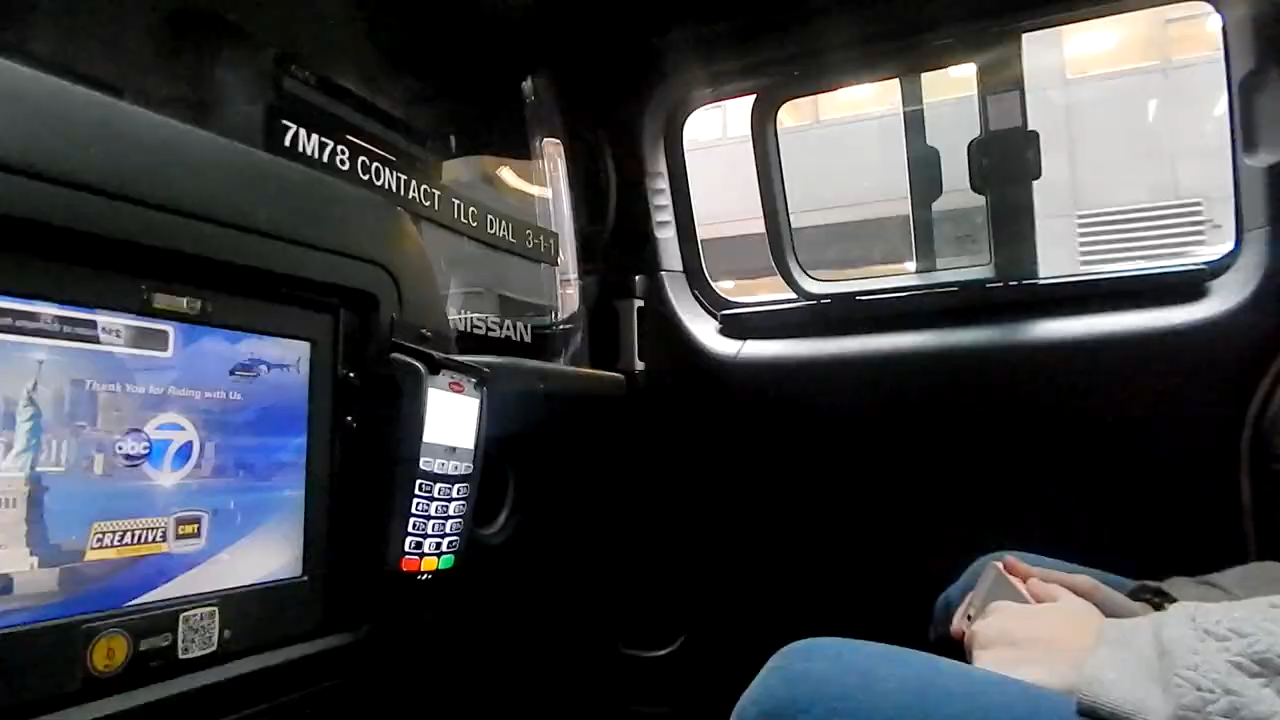 7M78 CONTACT TLC DIAL 3-1-1
NISSAN
Thank You for Riding with Us.
abc 7
CREATIVE
CMT